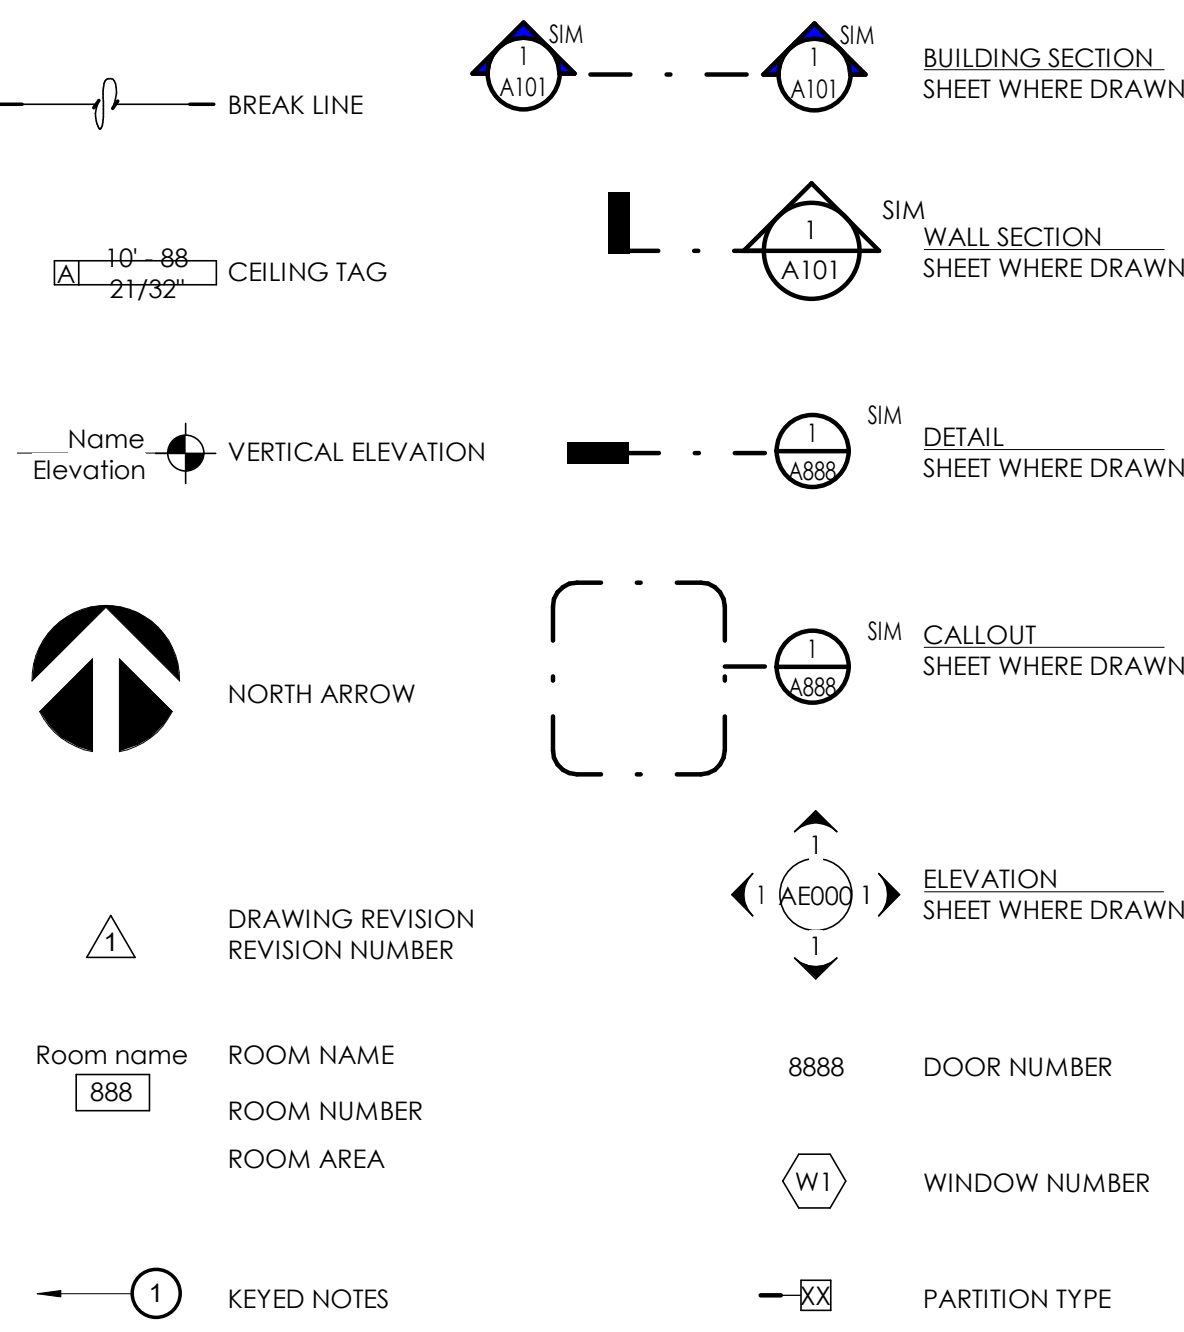 BREAK LINE
A
10' - 88
21/32"
CEILING TAG
Name
Elevation
VERTICAL ELEVATION
NORTH ARROW
1
DRAWING REVISION
REVISION NUMBER
Room name
888
ROOM NAME
ROOM NUMBER
ROOM AREA
1
KEYED NOTES
SIM
1
A101
SIM
1
A101
BUILDING SECTION
SHEET WHERE DRAWN
SIM
1
A101
WALL SECTION
SHEET WHERE DRAWN
SIM
1
A888
DETAIL
SHEET WHERE DRAWN
SIM
1
A888
CALLOUT
SHEET WHERE DRAWN
1
1 AE000 1
1
ELEVATION
SHEET WHERE DRAWN
8888
DOOR NUMBER
W1
WINDOW NUMBER
XX
PARTITION TYPE